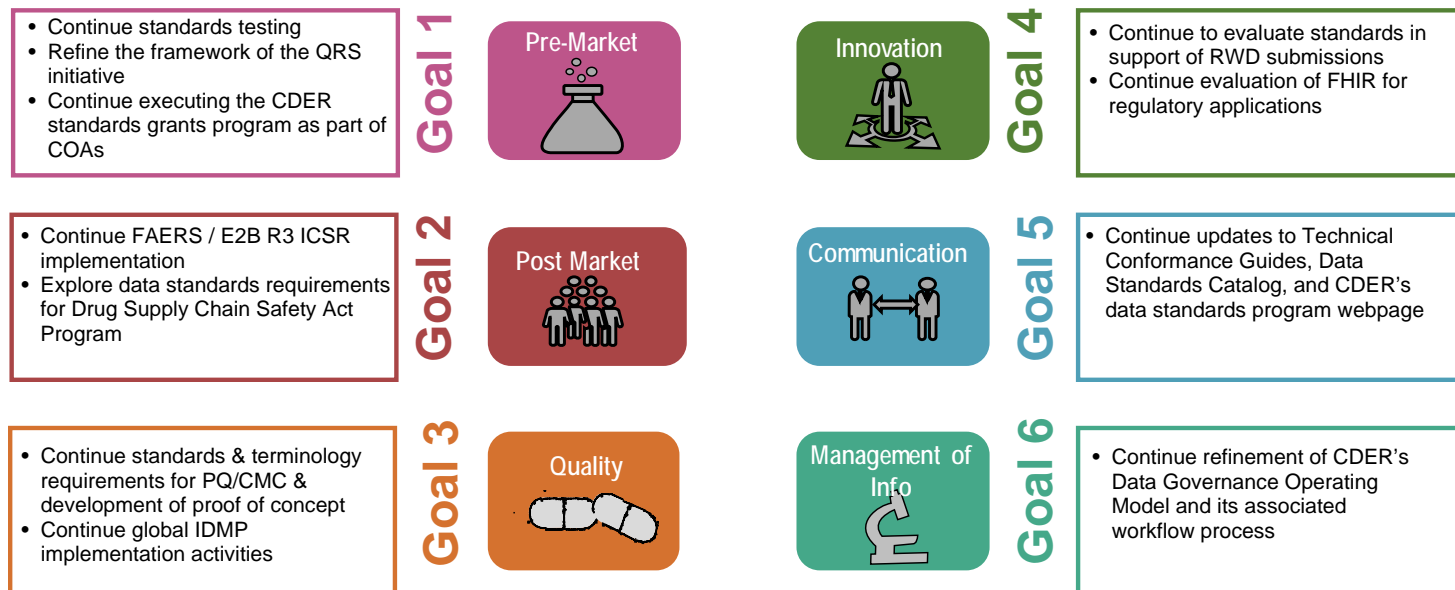 • Continue standards testing
• Refine the framework of the QRS
initiative
• Continue executing the CDER
standards grants program as part of
COAs
Goal 1
Pre-Market
Innovation
Goal 4
• Continue to evaluate standards in
support of RWD submissions
• Continue evaluation of FHIR for
regulatory applications
• Continue FAERS / E2B R3 ICSR
implementation
• Explore data standards requirements
for Drug Supply Chain Safety Act
Program
Goal 2
Post Market
Communication
Goal 5
• Continue updates to Technical
Conformance Guides, Data
Standards Catalog, and CDER’s
data standards program webpage
• Continue standards & terminology
requirements for PQ/CMC &
development of proof of concept
• Continue global IDMP
implementation activities
Goal 3
Quality
Management of
Info
Goal 6
• Continue refinement of CDER’s
Data Governance Operating
Model and its associated
workflow process